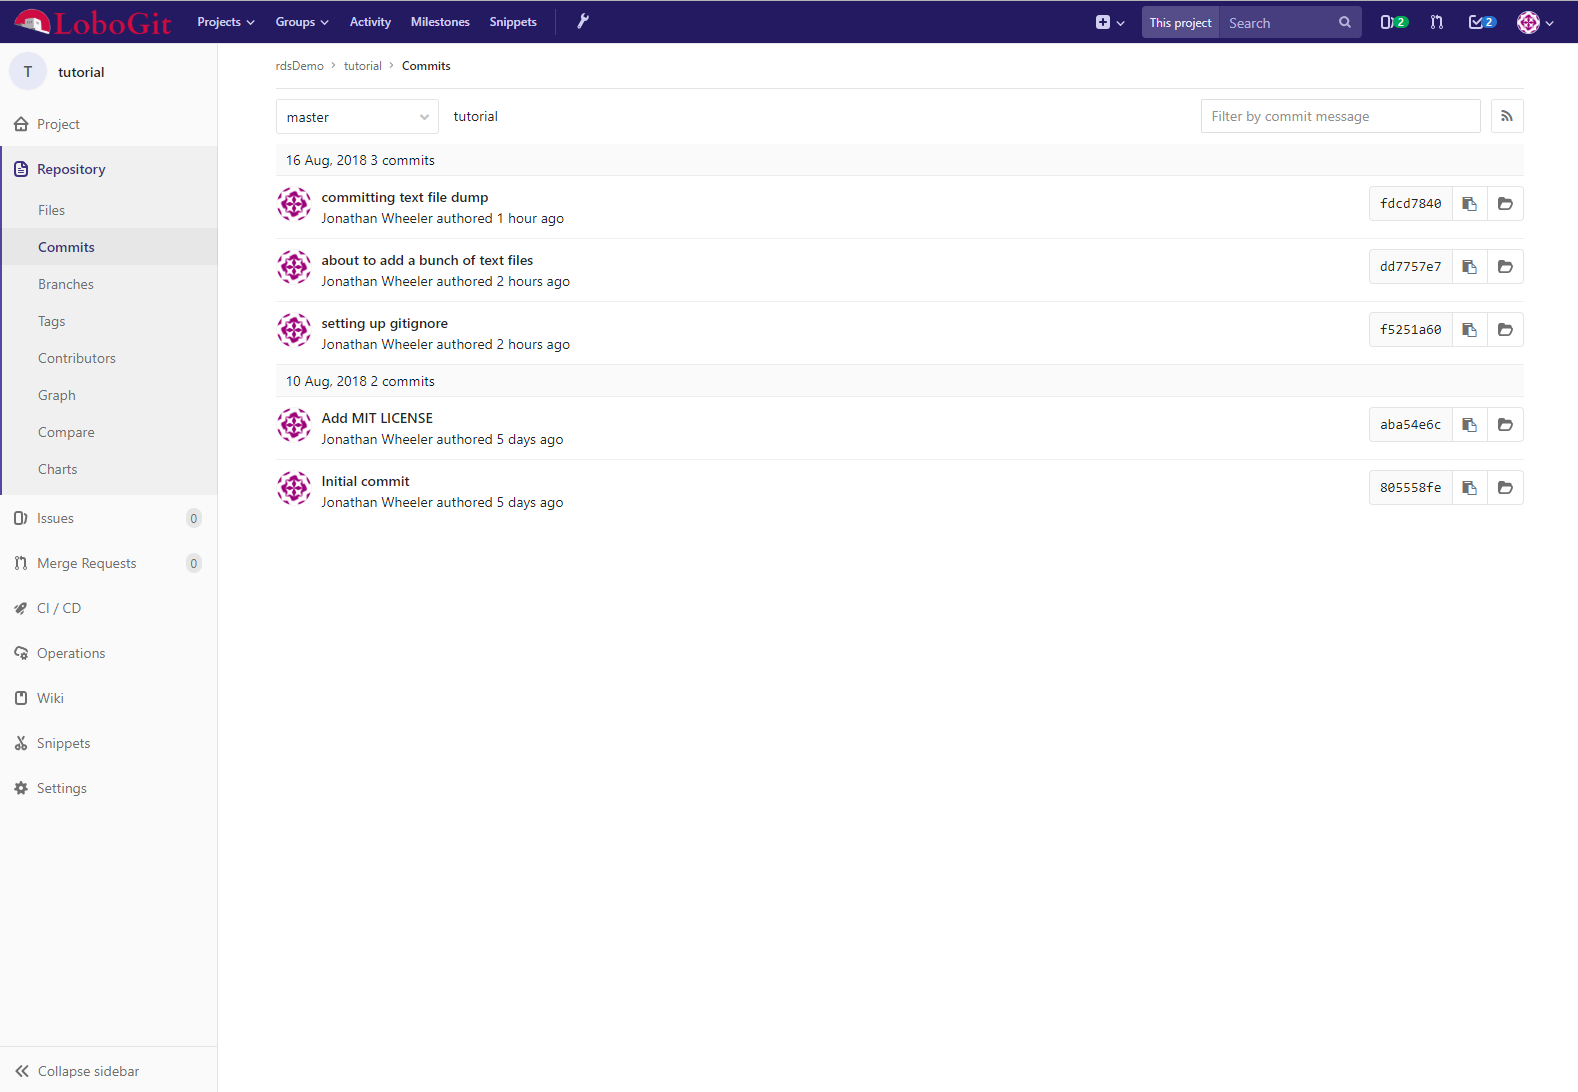 LoboGit Projects Groups Activity Milestones Snippets This project Search 2 2
T tutorial
Project
Repository
Files
Commits
Branches
Tags
Contributors
Graph
Compare
Charts
Issues 0
Merge Requests 0
CI / CD
Operations
Wiki
Snippets
Settings
Collapse sidebar
rdsDemo > tutorial > Commits
master tutorial Filter by commit message
16 Aug, 2018 3 commits
committing text file dump
Jonathan Wheeler authored 1 hour ago
fdcd7840
about to add a bunch of text files
Jonathan Wheeler authored 2 hours ago
dd7757e7
setting up gitignore
Jonathan Wheeler authored 2 hours ago
f5251a60
10 Aug, 2018 2 commits
Add MIT LICENSE
Jonathan Wheeler authored 5 days ago
aba54e6c
Initial commit
Jonathan Wheeler authored 5 days ago
805558fe